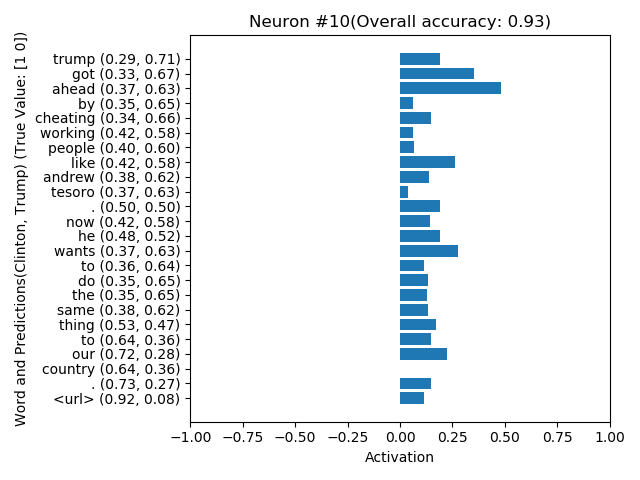 Neuron #10(Overall accuracy: 0.93)
Word and Predictions(Clinton, Trump) (True Value: [1 0])
trump (0.29, 0.71)
got (0.33, 0.67)
ahead (0.37, 0.63)
by (0.35, 0.65)
cheating (0.34, 0.66)
working (0.42, 0.58)
people (0.40, 0.60)
like (0.42, 0.58)
andrew (0.38, 0.62)
tesoro (0.37, 0.63)
. (0.50, 0.50)
now (0.42, 0.58)
he (0.48, 0.52)
wants (0.37, 0.63)
to (0.36, 0.64)
do (0.35, 0.65)
the (0.35, 0.65)
same (0.38, 0.62)
thing (0.53, 0.47)
to (0.64, 0.36)
our (0.72, 0.28)
country (0.64, 0.36)
. (0.73, 0.27)
<url> (0.92, 0.08)
−1.00 −0.75 −0.50 −0.25 0.00 0.25 0.50 0.75 1.00
Activation